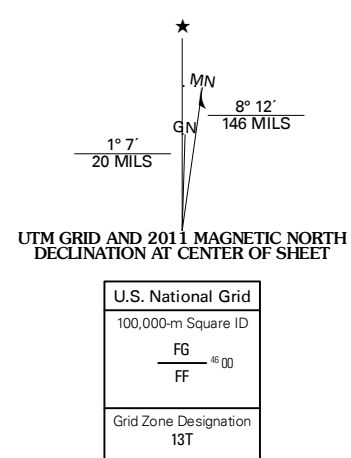 ★
MN
GN
8° 12´
146 MILS
1° 7´
20 MILS
UTM GRID AND 2011 MAGNETIC NORTH
DECLINATION AT CENTER OF SHEET
U.S. National Grid
100,000-m Square ID
FG
46 00
FF
Grid Zone Designation
13T